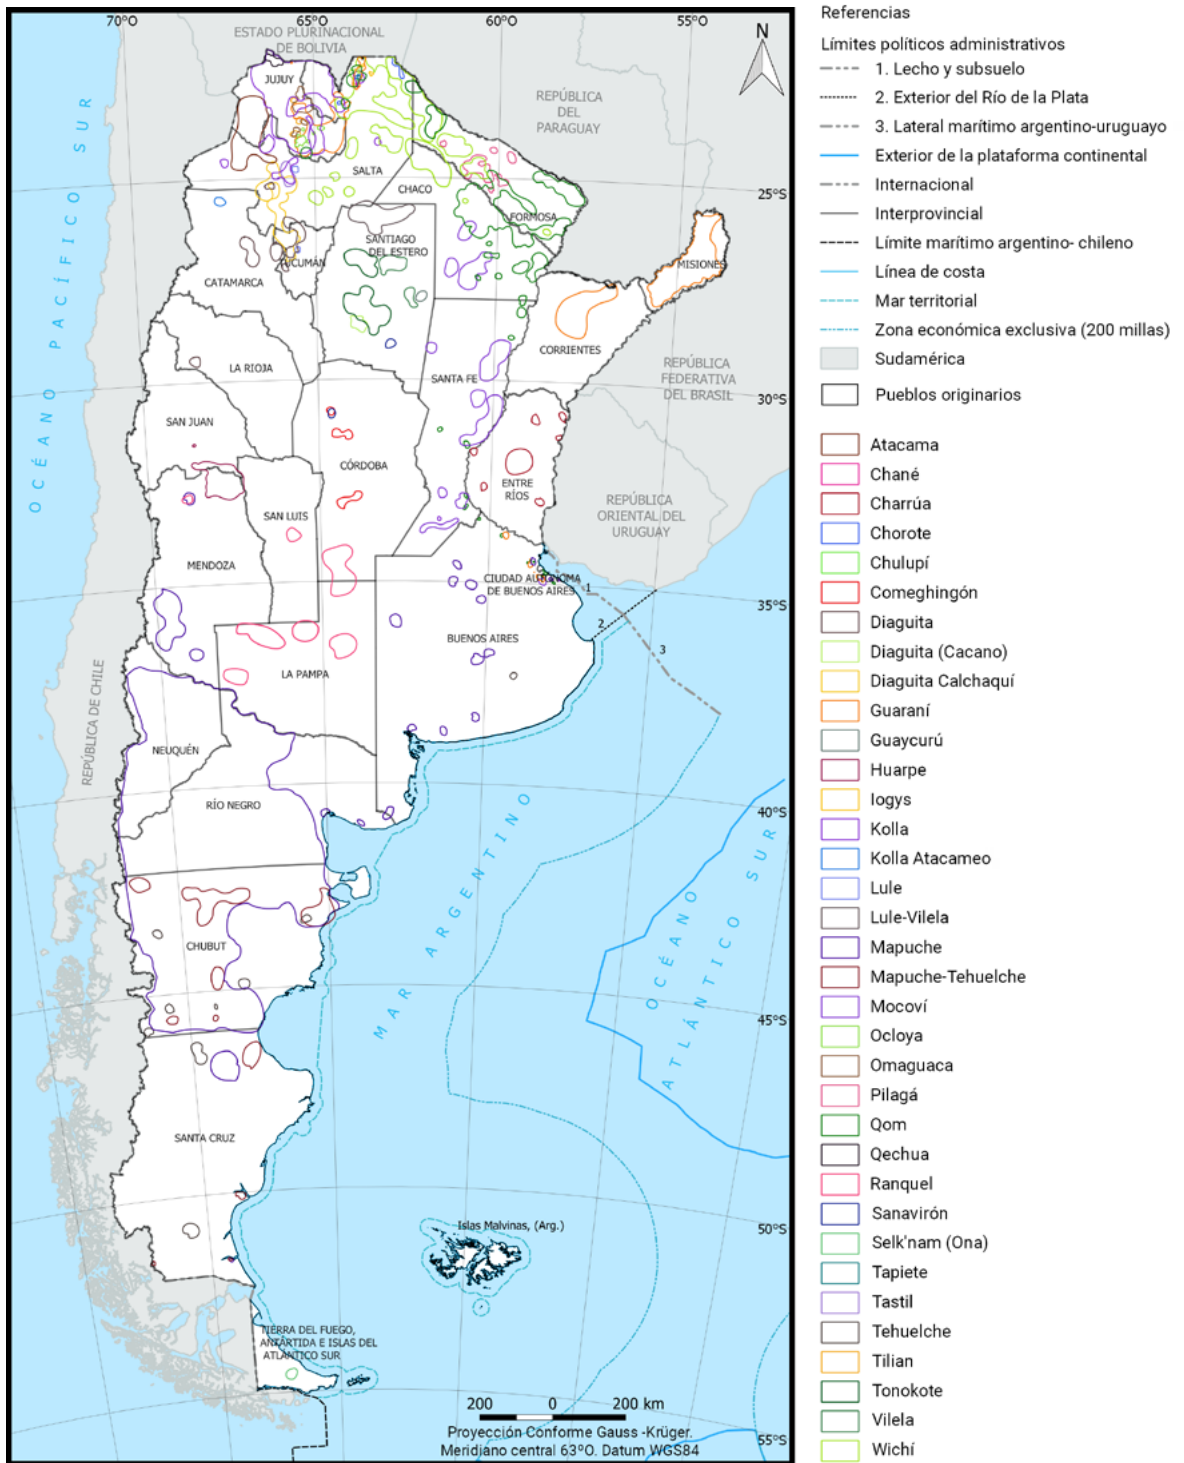 70°O
65°O
60°O
55°O
ESTADO PLURINACIONAL
DE BOLIVIA
N
JUJUY
REPÚBLICA
DEL
PARAGUAY
SALTA
CHACO
25°S
FORMOSA
SANTIAGO
DEL ESTERO
TUCUMÁN
MISIONES
CATAMARCA
CORRIENTES
LA RIOJA
SANTA FE
REPÚBLICA
FEDERATIVA
DEL BRASIL
30°S
SAN JUAN
CÓRDOBA
ENTRE
RÍOS
SAN LUIS
REPÚBLICA
ORIENTAL DEL
URUGUAY
MENDOZA
CIUDAD AUTÓNOMA
DE BUENOS AIRES
1
35°S
2
BUENOS AIRES
3
LA PAMPA
OCÉANO PACÍFICO SUR
REPÚBLICA DE CHILE
NEUQUÉN
RÍO NEGRO
40°S
MAR ARGENTINO
OCÉANO
ATLÁNTICO SUR
CHUBUT
45°S
SANTA CRUZ
Islas Malvinas, (Arg.)
50°S
TIERRA DEL FUEGO,
ANTÁRTIDA E ISLAS DEL
ATLÁNTICO SUR
200 0 200 km
Proyección Conforme Gauss -Krüger.
Meridiano central 63ºO. Datum WGS84
55°S
Referencias
Límites políticos administrativos
1. Lecho y subsuelo
2. Exterior del Río de la Plata
3. Lateral marítimo argentino-uruguayo
Exterior de la plataforma continental
Internacional
Interprovincial
Límite marítimo argentino- chileno
Línea de costa
Mar territorial
Zona económica exclusiva (200 millas)
Sudamérica
Pueblos originarios
Atacama
Chané
Charrúa
Chorote
Chulupí
Comeghingón
Diaguita
Diaguita (Cacano)
Diaguita Calchaquí
Guaraní
Guaycurú
Huarpe
Iogys
Kolla
Kolla Atacameo
Lule
Lule-Vilela
Mapuche
Mapuche-Tehuelche
Mocoví
Ocloya
Omaguaca
Pilagá
Qom
Qechua
Ranquel
Sanavirón
Selk'nam (Ona)
Tapiete
Tastil
Tehuelche
Tilian
Tonokote
Vilela
Wichí